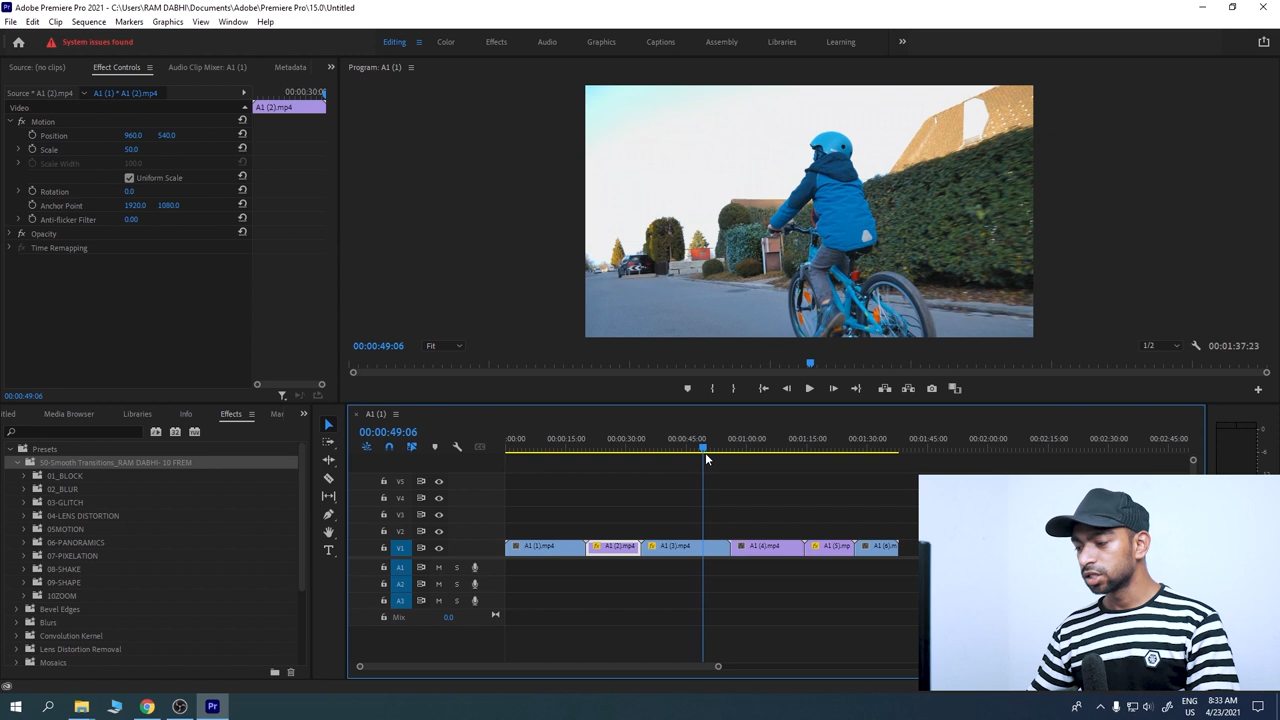 Adobe Premiere Pro 2021 - C:\Users\RAM DABHI\Documents\Adobe\Premiere Pro\15.0\Untitled
File Edit Clip Sequence Markers Graphics View Window Help
System issues found
Editing Color Effects Audio Graphics Captions Assembly Libraries Learning
Source: (no clips) Effect Controls Audio Clip Mixer: A1 (1) Metadata
Program: A1 (1)
Source * A1 (2).mp4 A1 (1) * A1 (2).mp4 00:00:30:0
Video A1 (2).mp4
fx Motion
Position 960.0 540.0
Scale 50.0
Scale Width 100.0
Uniform Scale
Rotation 0.0
Anchor Point 1920.0 1080.0
Anti-flicker Filter 0.00
fx Opacity
fx Time Remapping
00:00:49:06 Fit 1/2 00:01:37:23
00:00:49:06
itled Media Browser Libraries Info Effects Mar
Presets
50-Smooth Transitions_RAM DABHI- 10 FREM
01_BLOCK
02_BLUR
03-GLITCH
04-LENS DISTORTION
05MOTION
06-PANORAMICS
07-PIXELATION
08-SHAKE
09-SHAPE
10ZOOM
Bevel Edges
Blurs
Convolution Kernel
Lens Distortion Removal
Mosaics
A1 (1)
00:00:49:06
:00:00 00:00:15:00 00:00:30:00 00:00:45:00 00:01:00:00 00:01:15:00 00:01:30:00 00:01:45:00 00:02:00:00 00:02:15:00 00:02:30:00 00:02:45:00
V5
V4
V3
V2
V1 A1 (1).mp4 A1 (2).mp4 A1 (3).mp4 A1 (4).mp4 A1 (5).mp A1 (6).m
A1 M S
A2 M S
A3 M S
Mix 0.0
0
-6
ENG
US
8:33 AM
4/23/2021